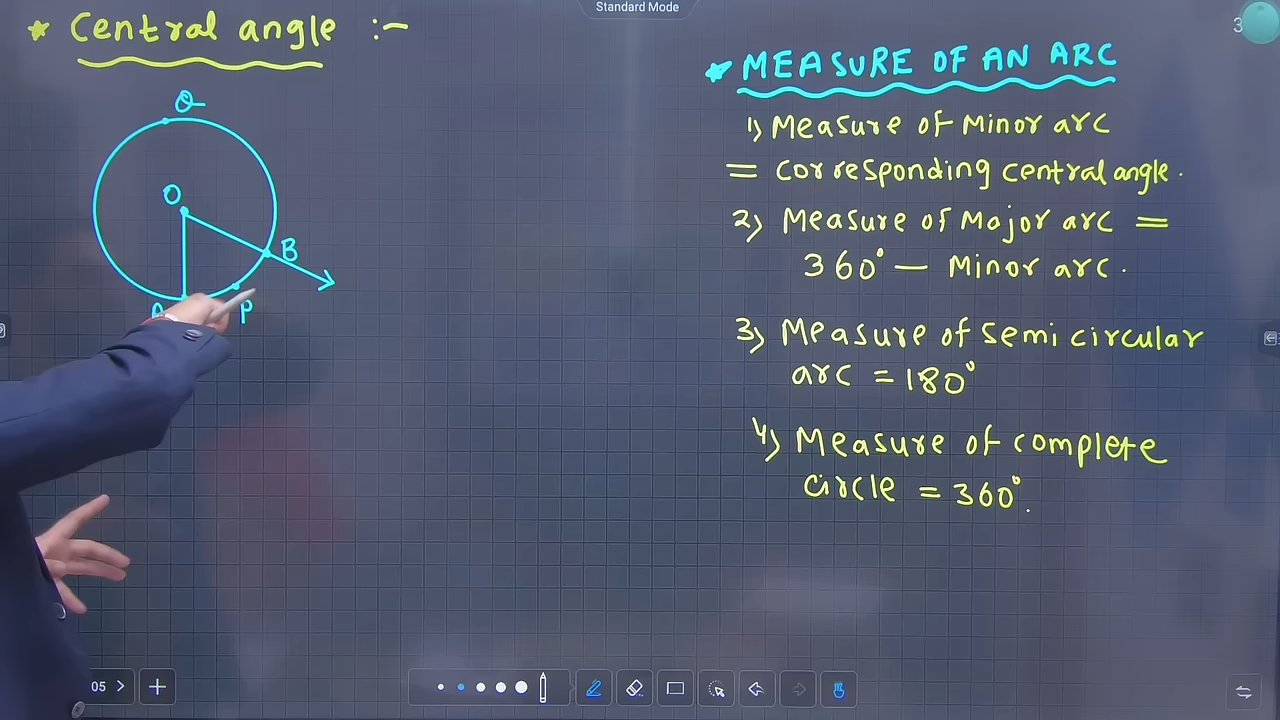 Standard Mode
3
* Central angle :-
Q
O
B
A
P
* MEASURE OF AN ARC
1) Measure of Minor arc
= corresponding central angle.
2) Measure of Major arc =
360° - Minor arc.
3) Measure of semi circular
arc = 180°
4) Measure of complete
circle = 360°.
05